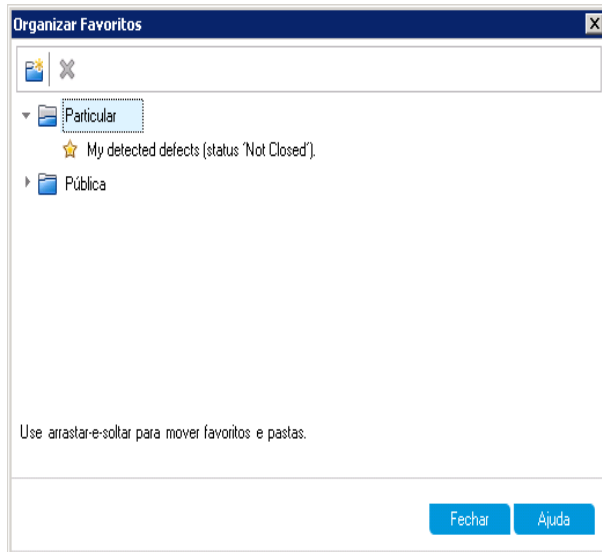 Organizar Favoritos
Particular
My detected defects (status ´Not Closed´).
Pública
Use arrastar-e-soltar para mover favoritos e pastas.
Fechar
Ajuda